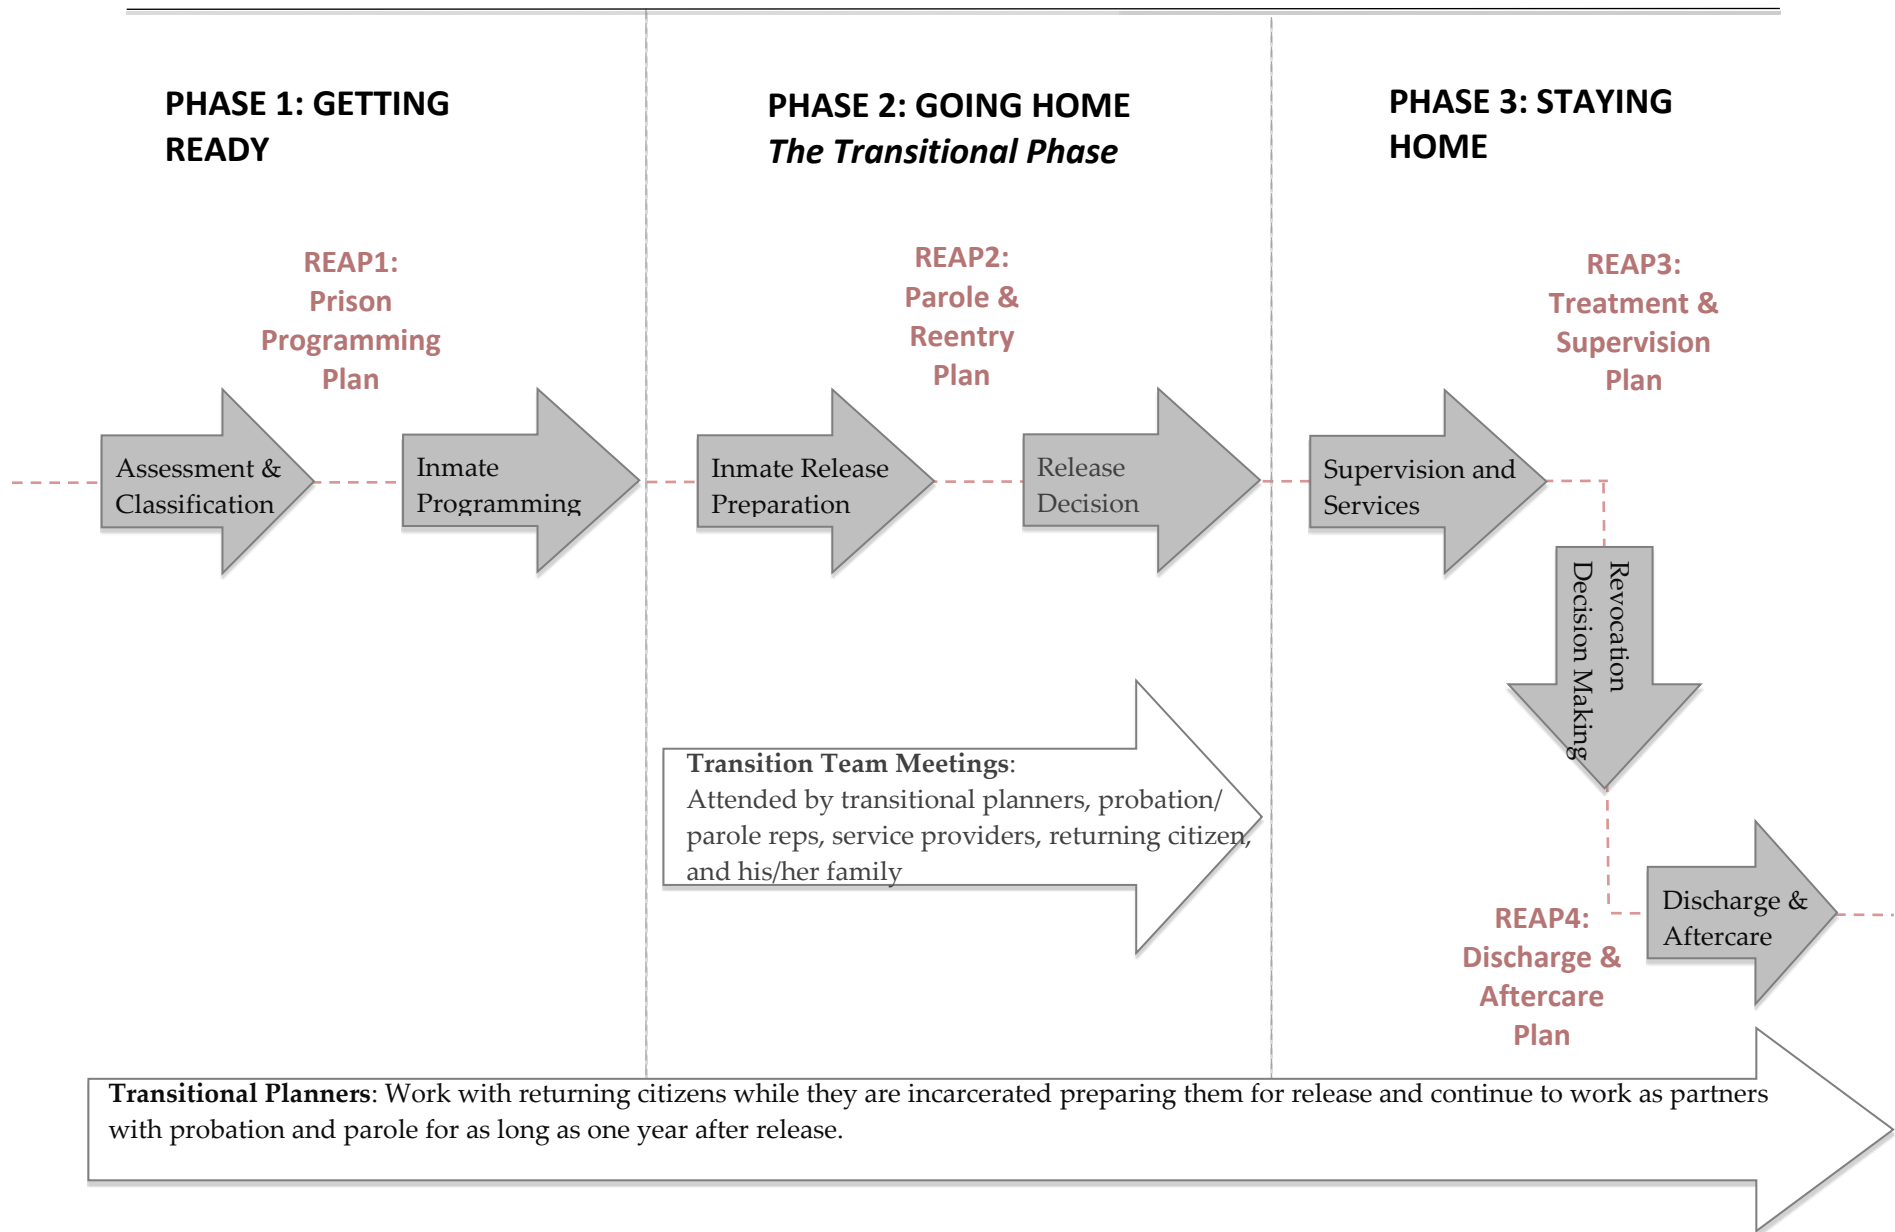 PHASE 1: GETTING
READY
PHASE 2: GOING HOME
The Transitional Phase
PHASE 3: STAYING
HOME
REAP1:
Prison
Programming
Plan
REAP2:
Parole &
Reentry
Plan
REAP3:
Treatment &
Supervision
Plan
Assessment &
Classification
Inmate
Programming
Inmate Release
Preparation
Release
Decision
Supervision and
Services
Revocation
Decision Making
Transition Team Meetings:
Attended by transitional planners, probation/
parole reps, service providers, returning citizen,
and his/her family
REAP4:
Discharge &
Aftercare
Plan
Discharge &
Aftercare
Transitional Planners: Work with returning citizens while they are incarcerated preparing them for release and continue to work as partners
with probation and parole for as long as one year after release.